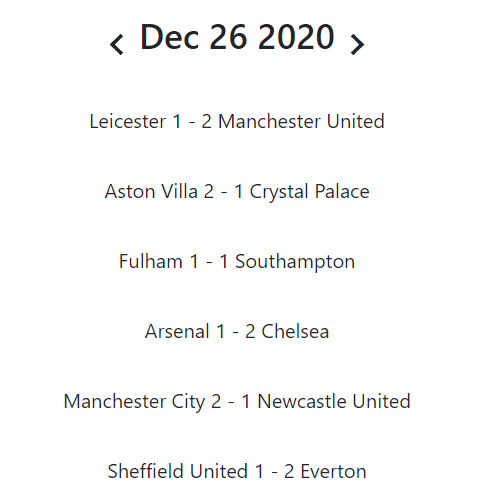 Dec 26 2020
Leicester 1 - 2 Manchester United
Aston Villa 2 - 1 Crystal Palace
Fulham 1 - 1 Southampton
Arsenal 1 - 2 Chelsea
Manchester City 2 - 1 Newcastle United
Sheffield United 1 - 2 Everton